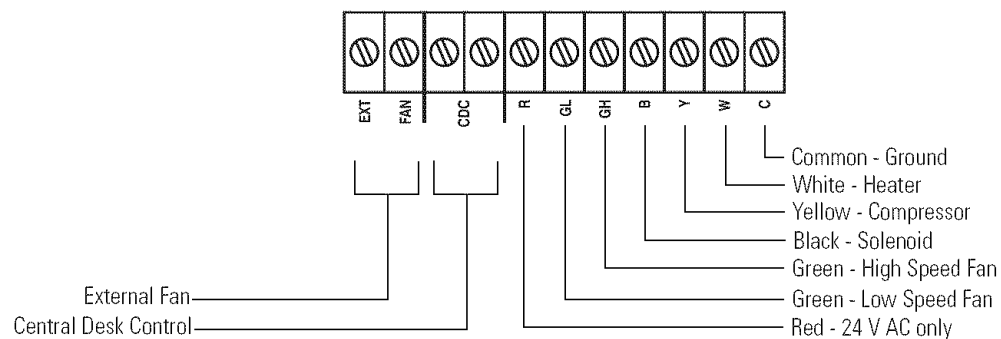 EXT
FAN
CDC
R
GL
GH
B
Y
W
C
Common - Ground
White - Heater
Yellow - Compressor
Black - Solenoid
Green - High Speed Fan
Green - Low Speed Fan
Red - 24 V AC only
External Fan
Central Desk Control